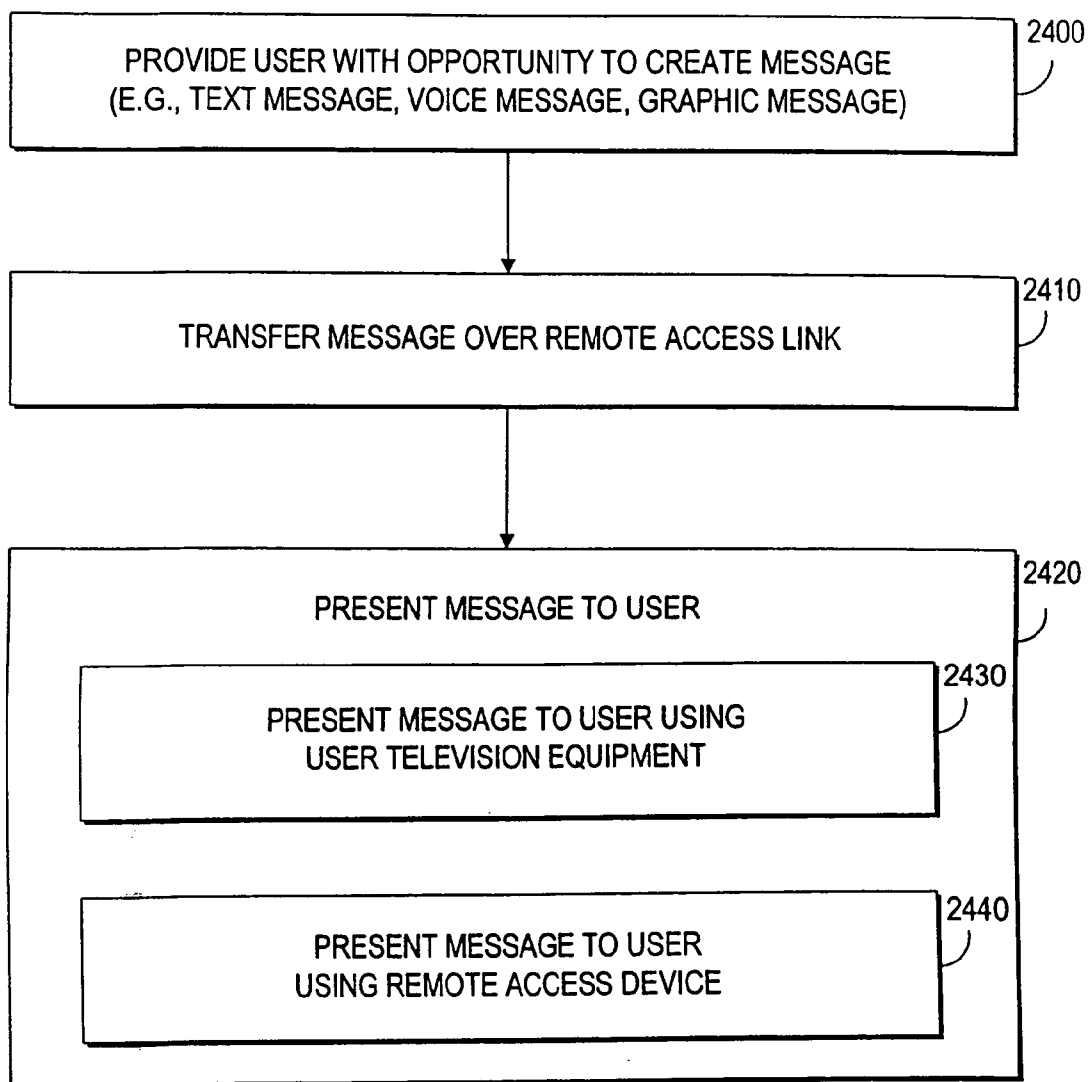 2400
PROVIDE USER WITH OPPORTUNITY TO CREATE MESSAGE
(E.G., TEXT MESSAGE, VOICE MESSAGE, GRAPHIC MESSAGE)
2410
TRANSFER MESSAGE OVER REMOTE ACCESS LINK
2420
PRESENT MESSAGE TO USER
2430
PRESENT MESSAGE TO USER USING
USER TELEVISION EQUIPMENT
2440
PRESENT MESSAGE TO USER
USING REMOTE ACCESS DEVICE